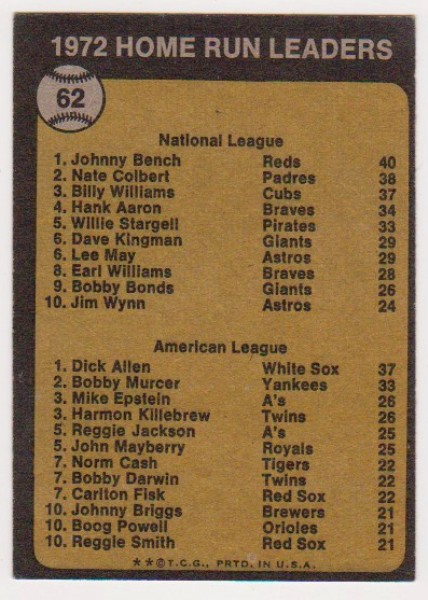 1972 HOME RUN LEADERS
62
National League
1. Johnny Bench Reds 40
2. Nate Colbert Padres 38
3. Billy Williams Cubs 37
4. Hank Aaron Braves 34
5. Willie Stargell Pirates 33
6. Dave Kingman Giants 29
6. Lee May Astros 29
8. Earl Williams Braves 28
9. Bobby Bonds Giants 26
10. Jim Wynn Astros 24
American League
1. Dick Allen White Sox 37
2. Bobby Murcer Yankees 33
3. Mike Epstein A's 26
3. Harmon Killebrew Twins 26
5. Reggie Jackson A's 25
5. John Mayberry Royals 25
7. Norm Cash Tigers 22
7. Bobby Darwin Twins 22
7. Carlton Fisk Red Sox 22
10. Johnny Briggs Brewers 21
10. Boog Powell Orioles 21
10. Reggie Smith Red Sox 21
**©T.C.G., PRTD. IN U.S.A.